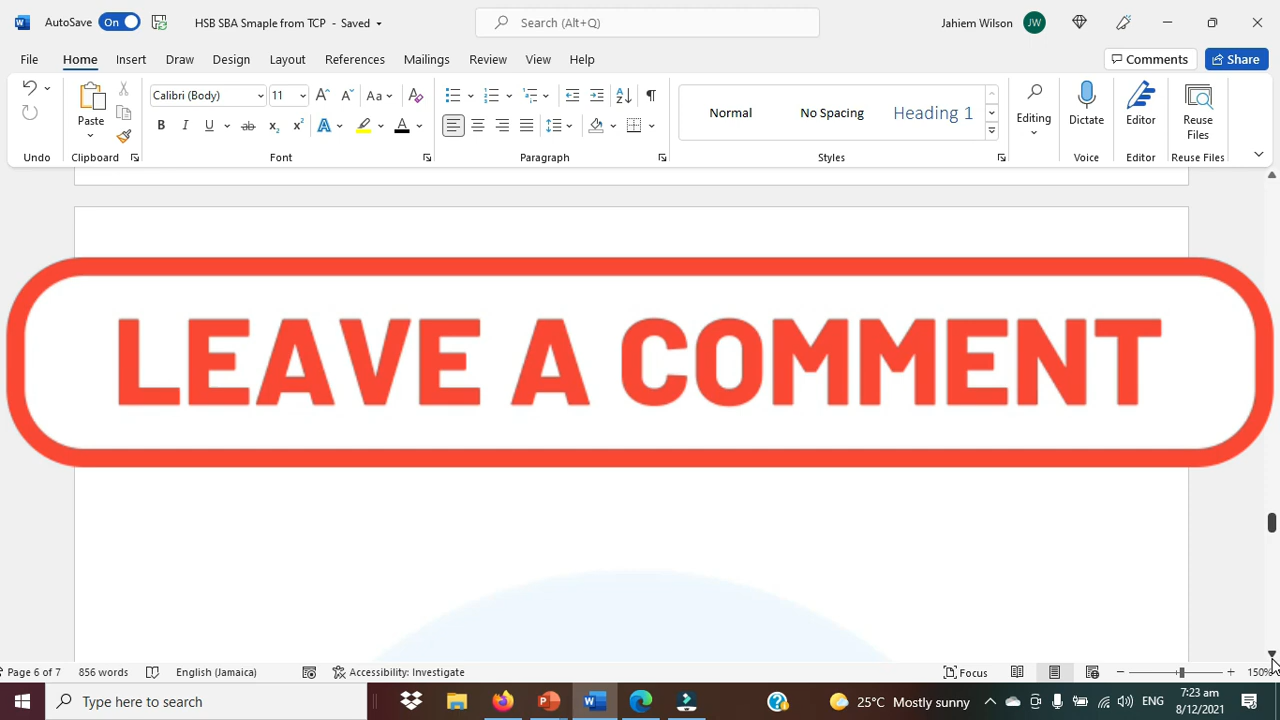 AutoSave On HSB SBA Smaple from TCP - Saved Search (Alt+Q) Jahiem Wilson JW
File Home Insert Draw Design Layout References Mailings Review View Help Comments Share
Calibri (Body) 11 Aa Normal No Spacing Heading 1
Paste Editing Dictate Editor Reuse Files
Undo Clipboard Font Paragraph Styles Voice Editor Reuse Files
LEAVE A COMMENT
Page 6 of 7 856 words English (Jamaica) Accessibility: Investigate Focus 150%
Type here to search 25°C Mostly sunny ENG 7:23 am
8/12/2021